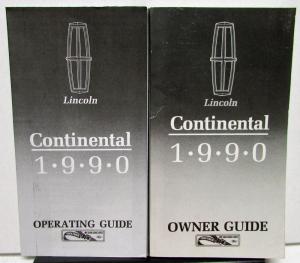 Lincoln
Continental
1•9•9•0
OPERATING GUIDE
Lincoln
Continental
1•9•9•0
OWNER GUIDE